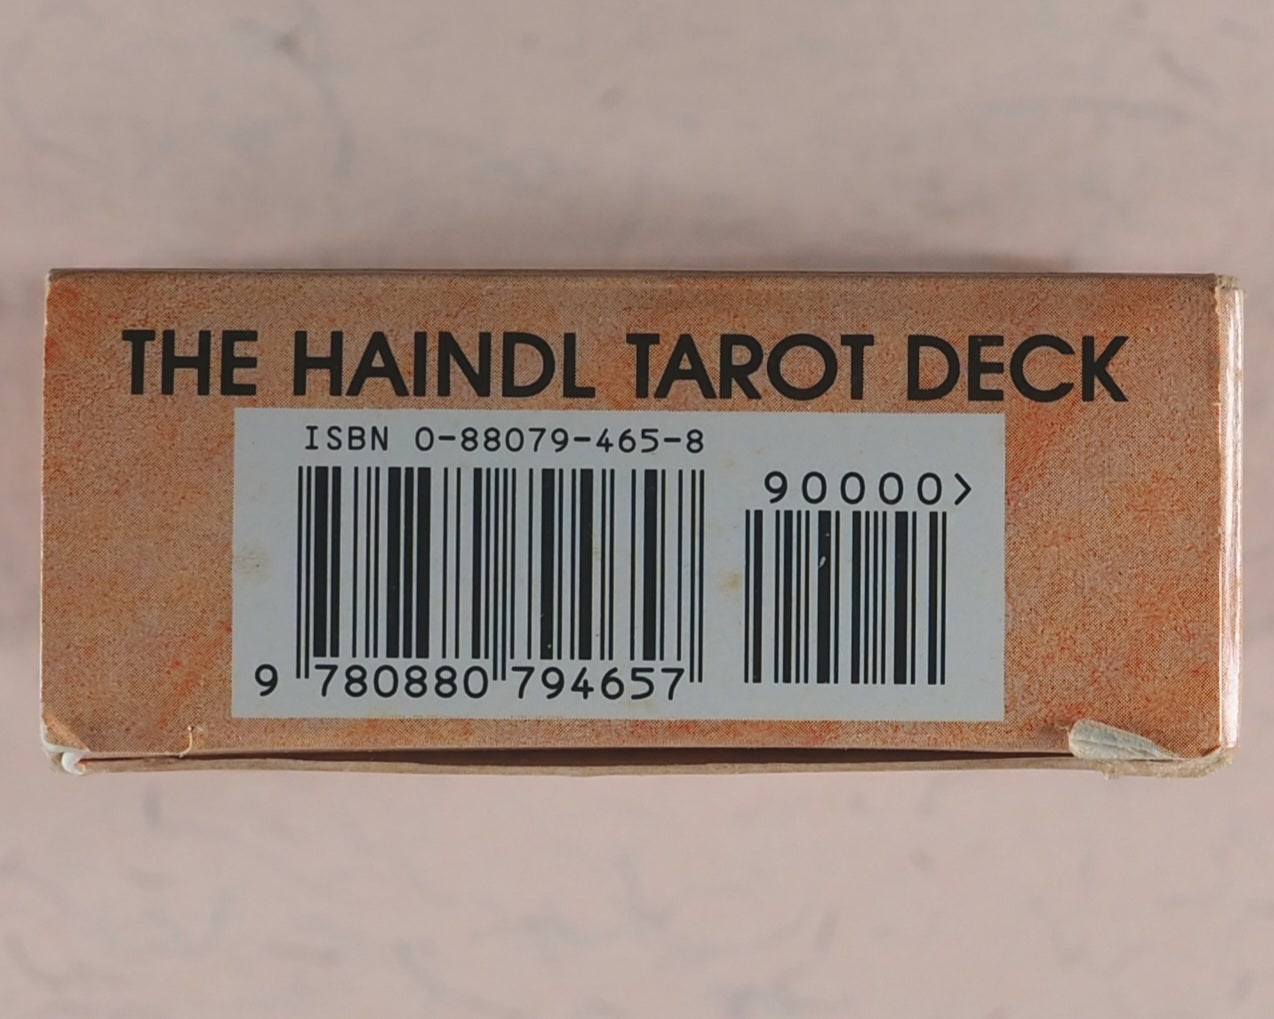 THE HAINDL TAROT DECK
ISBN 0-88079-465-8
90000>
9 780880 794657